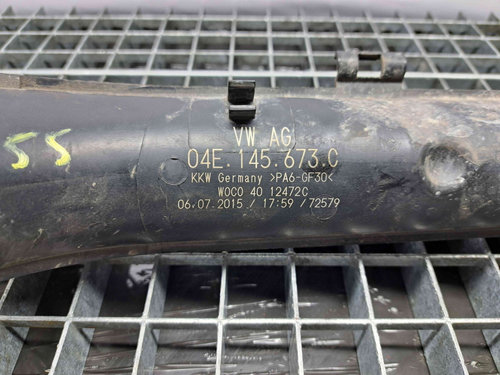 VW AG
04E.145.673.C
KKW Germany >PA6-GF30<
WOCO 40 12472C
06.07.2015 / 17:59 / 72579
55